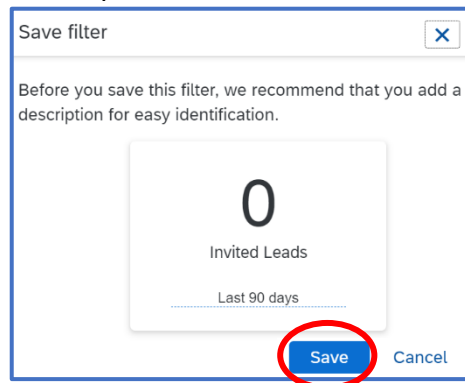 Save filter
Before you save this filter, we recommend that you add a
description for easy identification.
0
Invited Leads
Last 90 days
Save Cancel